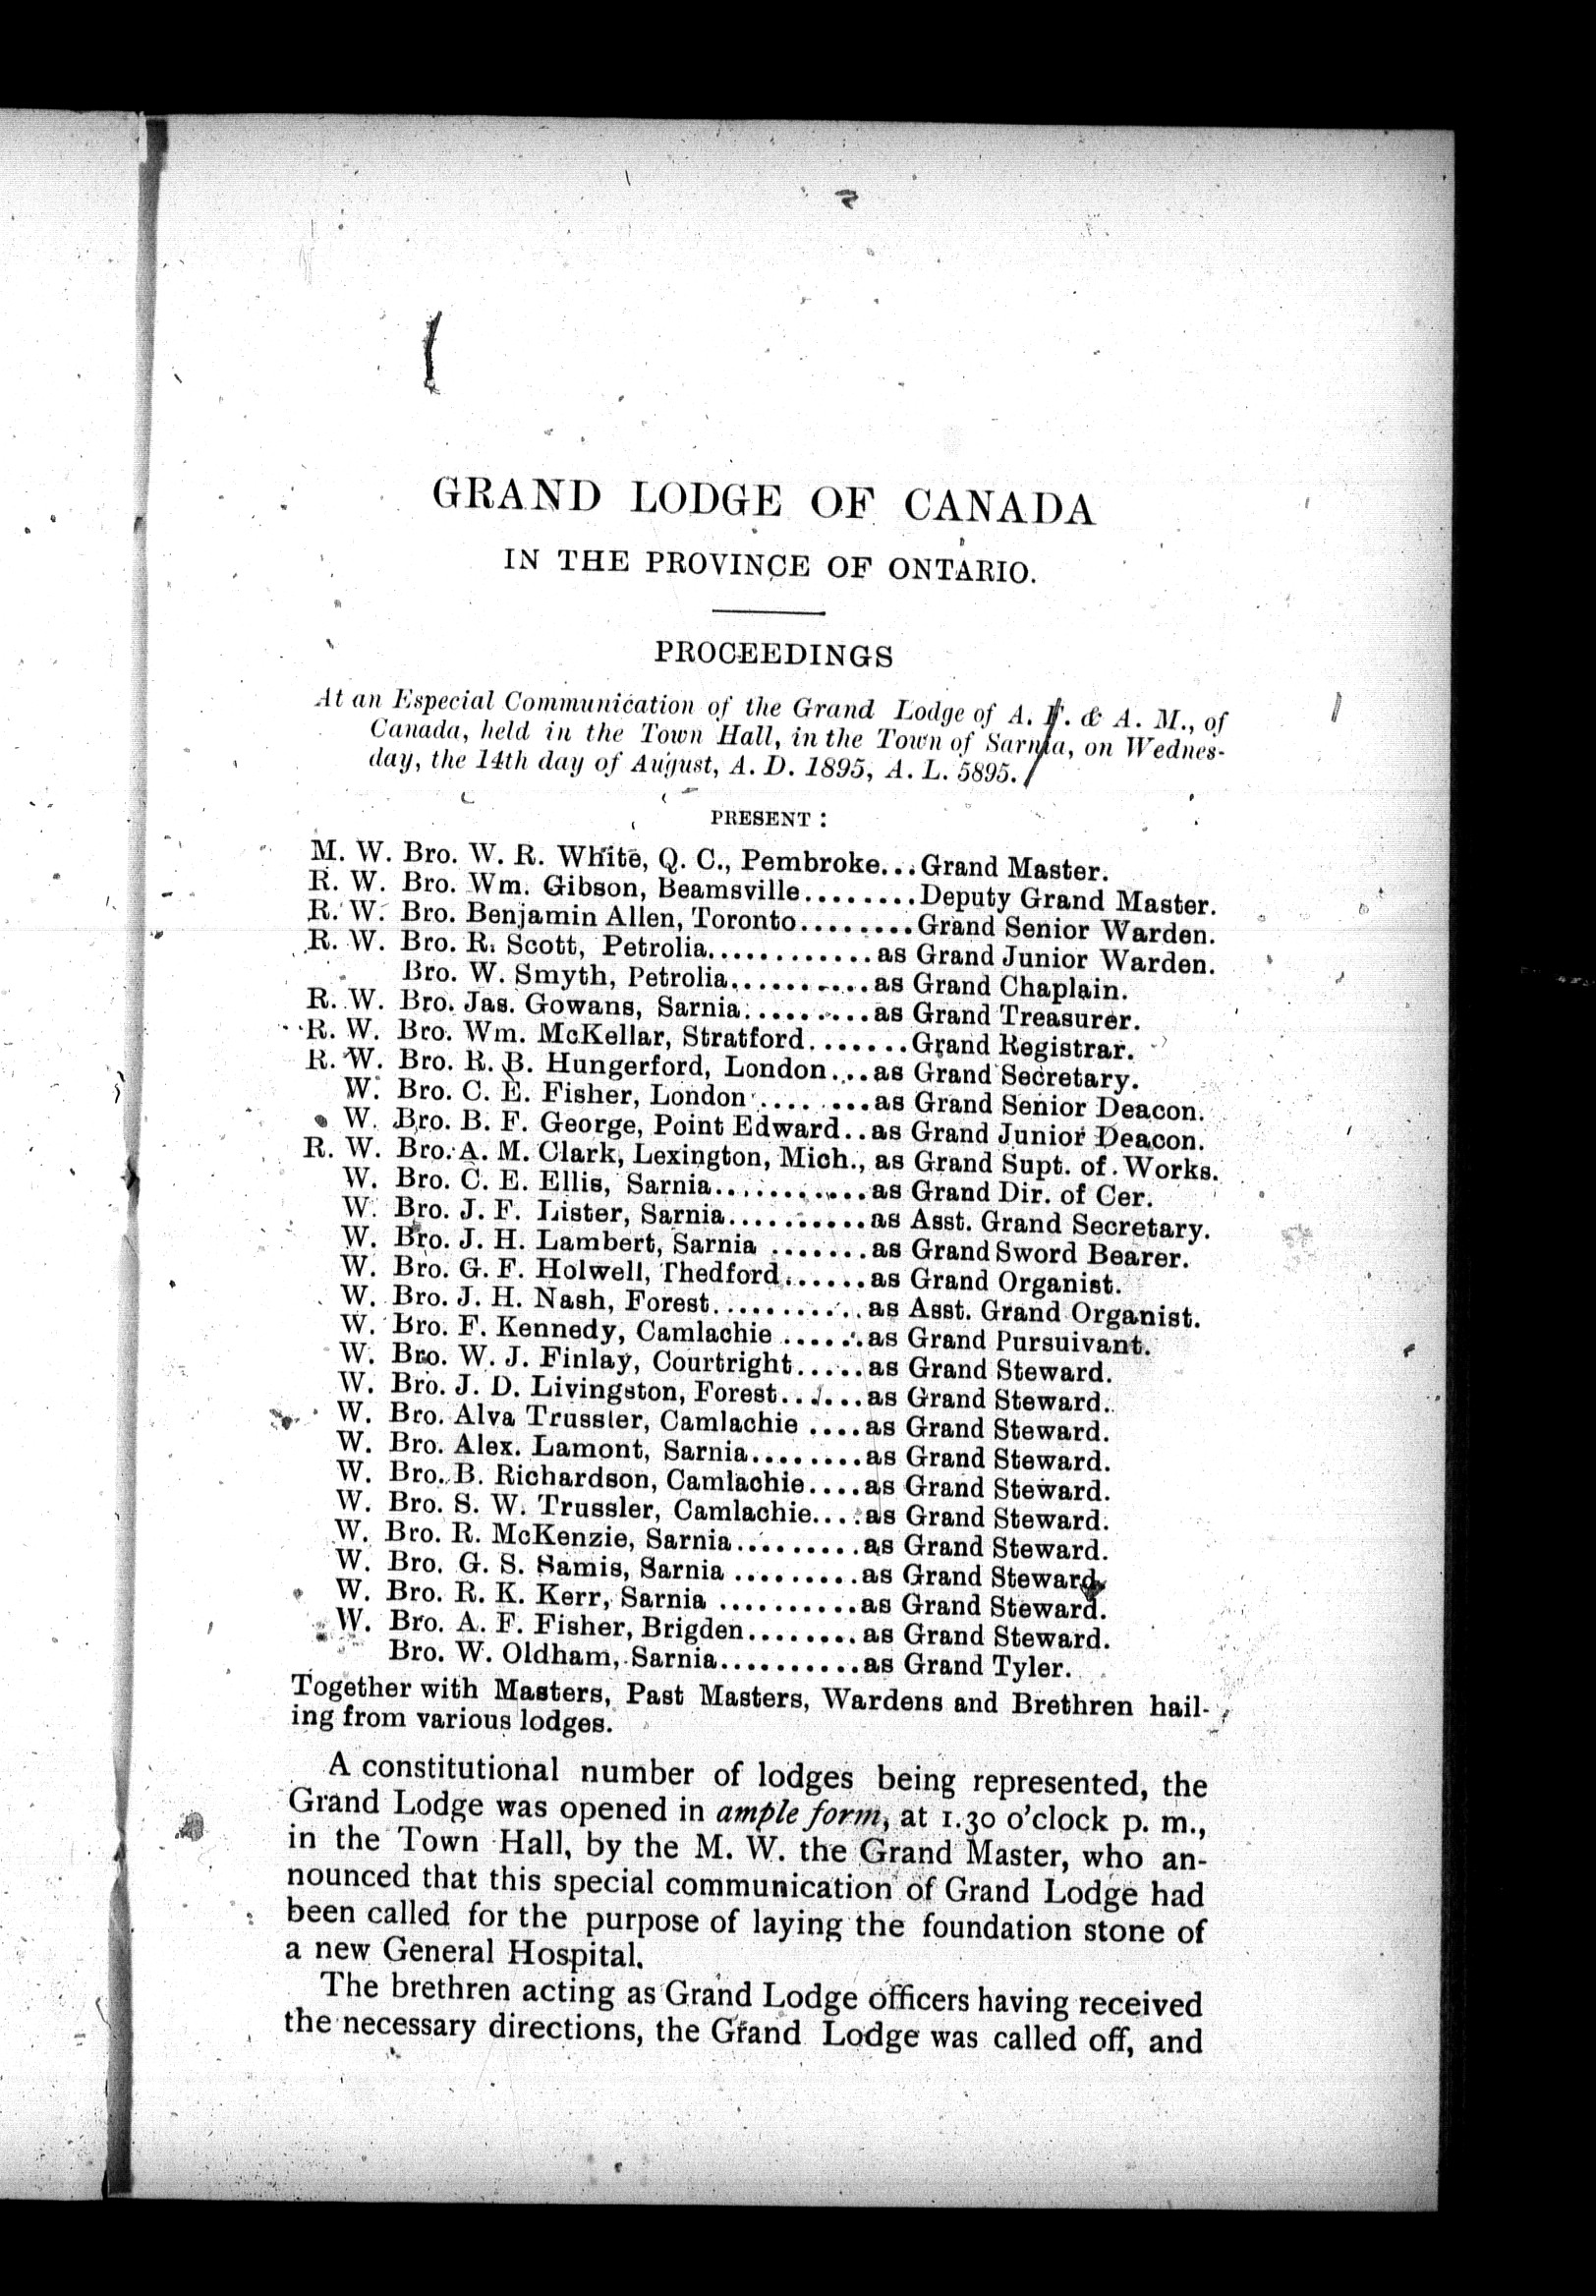 GRAND LODGE OF CANADA
IN THE PROVINCE OF ONTARIO.
PROCEEDINGS
At an Especial Communication of the Grand Lodge of A. F. & A. M., of
Canada, held in the Town Hall, in the Town of Sarnia, on Wednes-
day, the 14th day of August, A. D. 1895, A. L. 5895.
PRESENT :
M. W. Bro. W. R. White, Q. C., Pembroke...Grand Master.
R. W. Bro. Wm. Gibson, Beamsville........Deputy Grand Master.
R. W. Bro. Benjamin Allen, Toronto........Grand Senior Warden.
R. W. Bro. R. Scott, Petrolia............as Grand Junior Warden.
Bro. W. Smyth, Petrolia..........as Grand Chaplain.
R. W. Bro. Jas. Gowans, Sarnia.........as Grand Treasurer.
R. W. Bro. Wm. McKellar, Stratford.......Grand Registrar.
R. W. Bro. R. B. Hungerford, London...as Grand Secretary.
W. Bro. C. E. Fisher, London ........as Grand Senior Deacon.
W. Bro. B. F. George, Point Edward..as Grand Junior Deacon.
R. W. Bro. A. M. Clark, Lexington, Mich., as Grand Supt. of Works.
W. Bro. C. E. Ellis, Sarnia...........as Grand Dir. of Cer.
W. Bro. J. F. Lister, Sarnia..........as Asst. Grand Secretary.
W. Bro. J. H. Lambert, Sarnia .......as Grand Sword Bearer.
W. Bro. G. F. Holwell, Thedford......as Grand Organist.
W. Bro. J. H. Nash, Forest...........as Asst. Grand Organist.
W. Bro. F. Kennedy, Camlachie ......as Grand Pursuivant.
W. Bro. W. J. Finlay, Courtright.....as Grand Steward.
W. Bro. J. D. Livingston, Forest......as Grand Steward.
W. Bro. Alva Trussler, Camlachie ....as Grand Steward.
W. Bro. Alex. Lamont, Sarnia........as Grand Steward.
W. Bro. B. Richardson, Camlachie....as Grand Steward.
W. Bro. S. W. Trussler, Camlachie....as Grand Steward.
W. Bro. R. McKenzie, Sarnia.........as Grand Steward.
W. Bro. G. S. Samis, Sarnia .........as Grand Steward.
W. Bro. R. K. Kerr, Sarnia ..........as Grand Steward.
W. Bro. A. F. Fisher, Brigden........as Grand Steward.
Bro. W. Oldham, Sarnia..........as Grand Tyler.
Together with Masters, Past Masters, Wardens and Brethren hail-
ing from various lodges.
A constitutional number of lodges being represented, the
Grand Lodge was opened in ample form, at 1.30 o'clock p. m.,
in the Town Hall, by the M. W. the Grand Master, who an-
nounced that this special communication of Grand Lodge had
been called for the purpose of laying the foundation stone of
a new General Hospital.
The brethren acting as Grand Lodge officers having received
the necessary directions, the Grand Lodge was called off, and